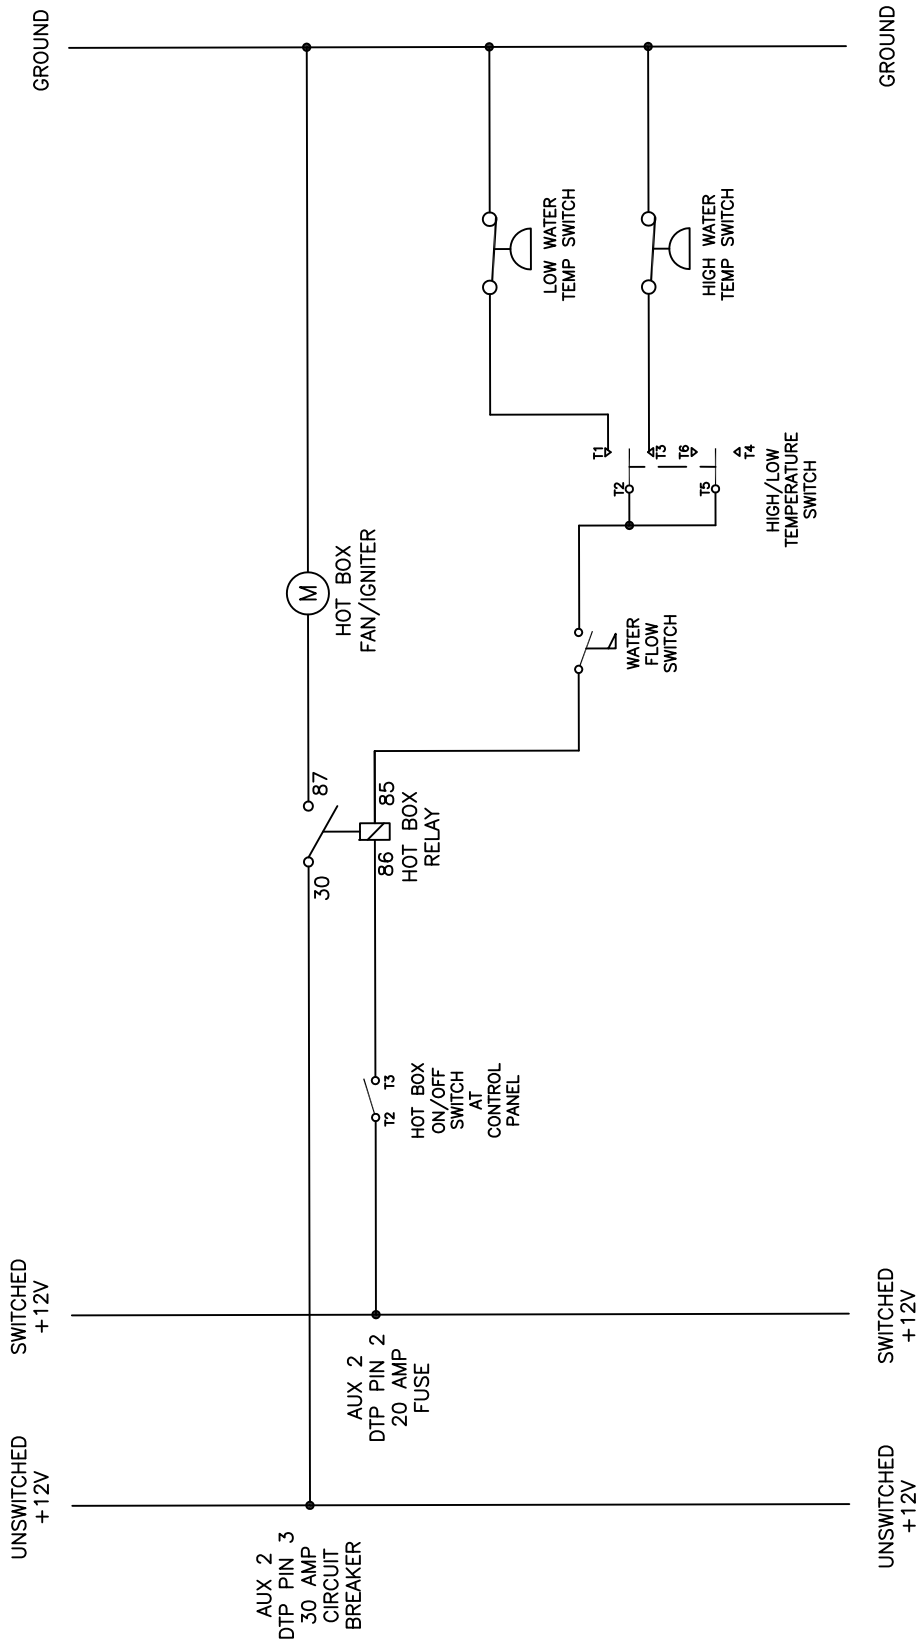 UNSWITCHED
+12V
SWITCHED
+12V
GROUND
AUX 2
DTP PIN 3
30 AMP
CIRCUIT
BREAKER
30
87
M
HOT BOX
FAN/IGNITER
AUX 2
DTP PIN 2
20 AMP
FUSE
T2
T3
HOT BOX
ON/OFF
SWITCH
AT
CONTROL
PANEL
86
85
HOT BOX
RELAY
WATER
FLOW
SWITCH
LOW WATER
TEMP SWITCH
T1
T2
T3
T6
T5
T4
HIGH/LOW
TEMPERATURE
SWITCH
HIGH WATER
TEMP SWITCH
UNSWITCHED
+12V
SWITCHED
+12V
GROUND